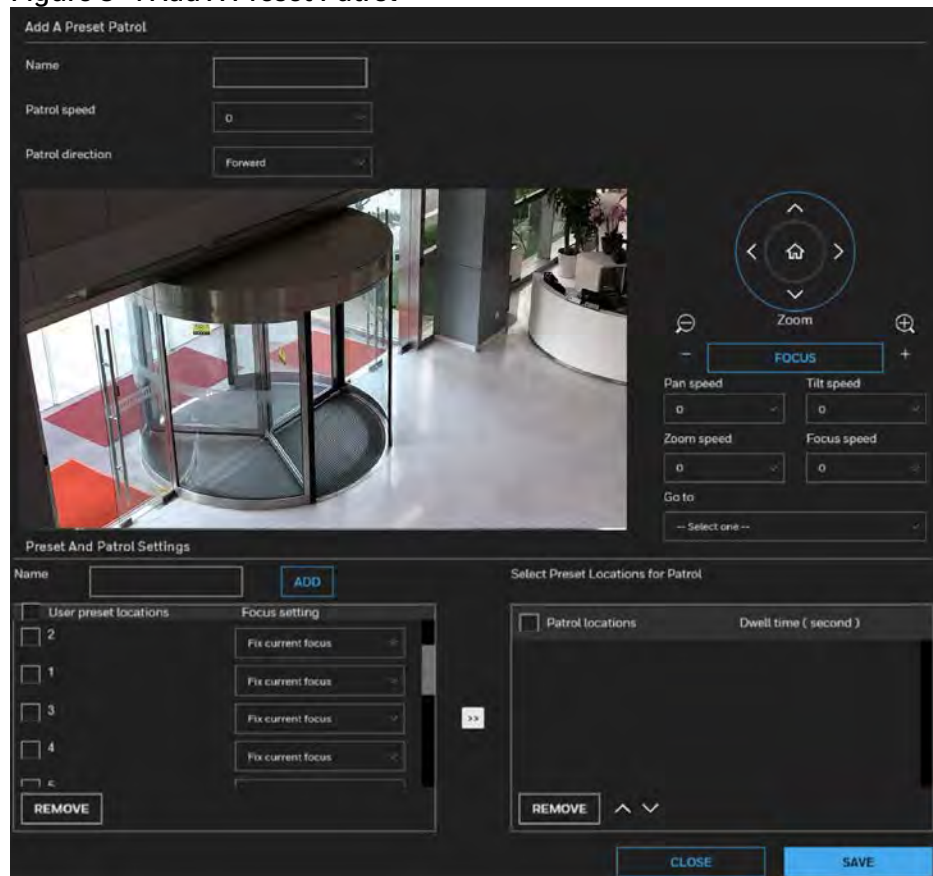 Add A Preset Patrol
Name
Patrol speed
0
Patrol direction
Forward
Zoom
- FOCUS +
Pan speed Tilt speed
0 0
Zoom speed Focus speed
0 0
Go to
-- Select one --
Preset And Patrol Settings
Name ADD Select Preset Locations for Patrol
User preset locations Focus setting Patrol locations Dwell time ( second )
2 Fix current focus
1 Fix current focus
3 Fix current focus
>>
4 Fix current focus
REMOVE REMOVE
CLOSE SAVE